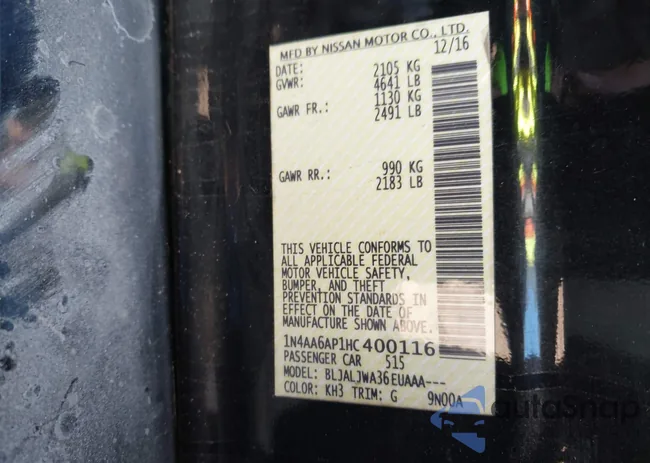 MFD BY NISSAN MOTOR CO., LTD.
DATE: 12/16
GVWR: 2105 KG
4641 LB
GAWR FR.: 1130 KG
2491 LB
GAWR RR.: 990 KG
2183 LB
THIS VEHICLE CONFORMS TO
ALL APPLICABLE FEDERAL
MOTOR VEHICLE SAFETY,
BUMPER, AND THEFT
PREVENTION STANDARDS IN
EFFECT ON THE DATE OF
MANUFACTURE SHOWN ABOVE.
1N4AA6AP1HC400116
PASSENGER CAR 515
MODEL: BLJALJWA36EUAAA---
COLOR: KH3 TRIM: G 9N00A
autoSnap